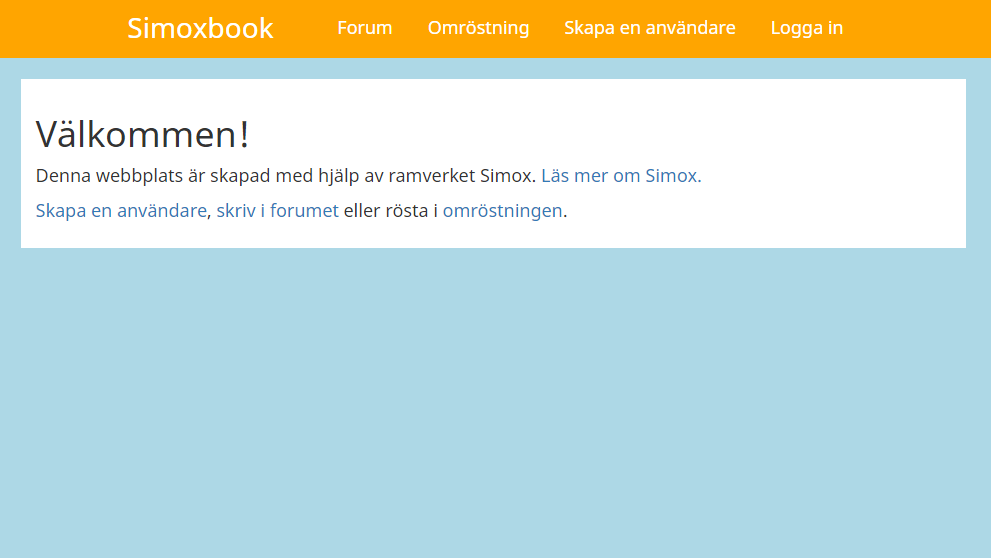 Simoxbook Forum Omröstning Skapa en användare Logga in
Välkommen!
Denna webbplats är skapad med hjälp av ramverket Simox. Läs mer om Simox.
Skapa en användare, skriv i forumet eller rösta i omröstningen.